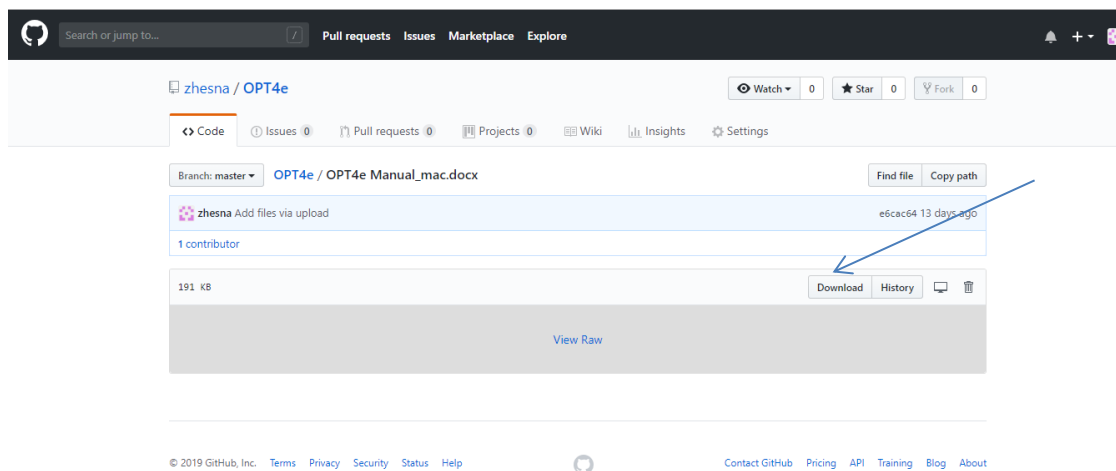 Search or jump to... / Pull requests Issues Marketplace Explore
zhesna / OPT4e Watch 0 Star 0 Fork 0
Code Issues 0 Pull requests 0 Projects 0 Wiki Insights Settings
Branch: master OPT4e / OPT4e Manual_mac.docx Find file Copy path
zhesna Add files via upload e6cac64 13 days ago
1 contributor
191 KB Download History
View Raw
© 2019 GitHub, Inc. Terms Privacy Security Status Help Contact GitHub Pricing API Training Blog About